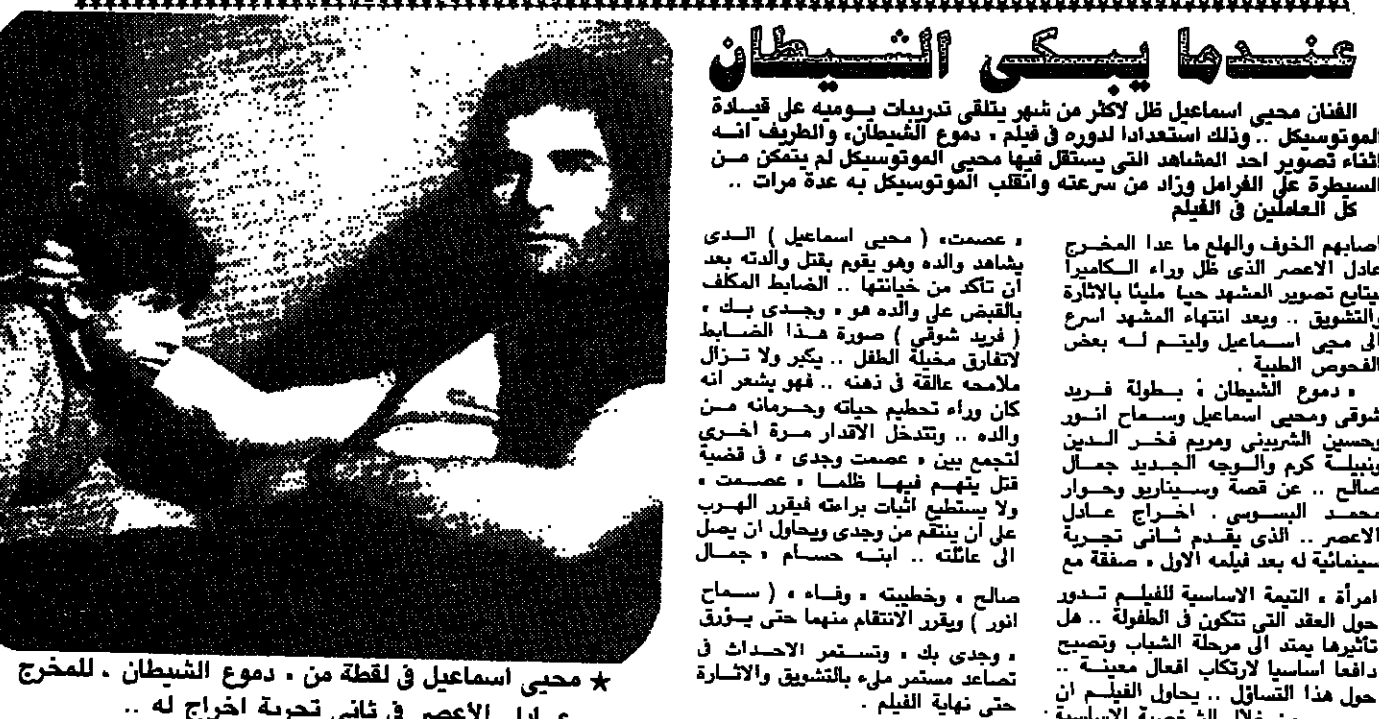 عندما يبكى الشيطان
الفنان محيى اسماعيل ظل لاكثر من شهر يتلقى تدريبات يوميه على قيادة
الموتوسيكل .. وذلك استعدادا لدوره فى فيلم « دموع الشيطان، والطريف انه
اثناء تصوير احد المشاهد التى يستقل فيها محيى الموتوسيكل لم يتمكن من
السيطرة على الفرامل وزاد من سرعته وانقلب الموتوسيكل به عدة مرات ..
كل العاملين فى الفيلم
اصابهم الخوف والهلع ما عدا المخرج
عادل الاعصر الذى ظل وراء الكاميرا
يتابع تصوير المشهد حيا مليئا بالاثارة
والتشويق .. وبعد انتهاء المشهد اسرع
الى محيى اسماعيل وليتم له بعض
الفحوص الطبية .
« دموع الشيطان » بطولة فريد
شوقى ومحيى اسماعيل وسماح انور
وحسين الشربينى ومريم فخر الدين
ونبيلة كرم والوجه الجديد جمال
صالح .. عن قصة وسيناريو وحوار
محمد البسوسى . اخراج عادل
الاعصر .. الذى يقدم ثانى تجربة
سينمائية له بعد فيلمه الاول « صفقة مع
امرأة » التيمة الاساسية للفيلم تدور
حول العقد التى تتكون فى الطفولة .. هل
تأثيرها يمتد الى مرحلة الشباب وتصبح
دافعا اساسيا لارتكاب افعال معينة ..
حول هذا التساؤل .. يحاول الفيلم ان
من خلال الشخصية الاساسية
« عصمت» ( محيى اسماعيل ) الدى
يشاهد والده وهو يقوم بقتل والدته بعد
ان تأكد من خيانتها .. الضابط المكلف
بالقبض على والده هو « وجدى بك »
( فريد شوقى ) صورة هذا الضابط
لاتفارق مخيلة الطفل .. يكبر ولا تزال
ملامحه عالقة فى ذهنه .. فهو يشعر انه
كان وراء تحطيم حياته وحرمانه من
والده .. وتتدخل الاقدار مرة اخرى
لتجمع بين « عصمت وجدى » فى قضية
قتل يتهم فيها ظلما « عصمت »
ولا يستطيع اثبات براءته فيقرر الهرب
على ان ينتقم من وجدى ويحاول ان يصل
الى عائلته .. ابنه حسام « جمال
صالح » وخطيبته « وفاء » ( سماح
انور ) ويقرر الانتقام منهما حتى يؤرق
« وجدى بك » وتستمر الاحداث فى
تصاعد مستمر ملىء بالتشويق والاثارة
حتى نهاية الفيلم .
★ محيى اسماعيل فى لقطة من « دموع الشيطان » للمخرج
عادل الأعصر فى ثانى تجربة اخراج له ..